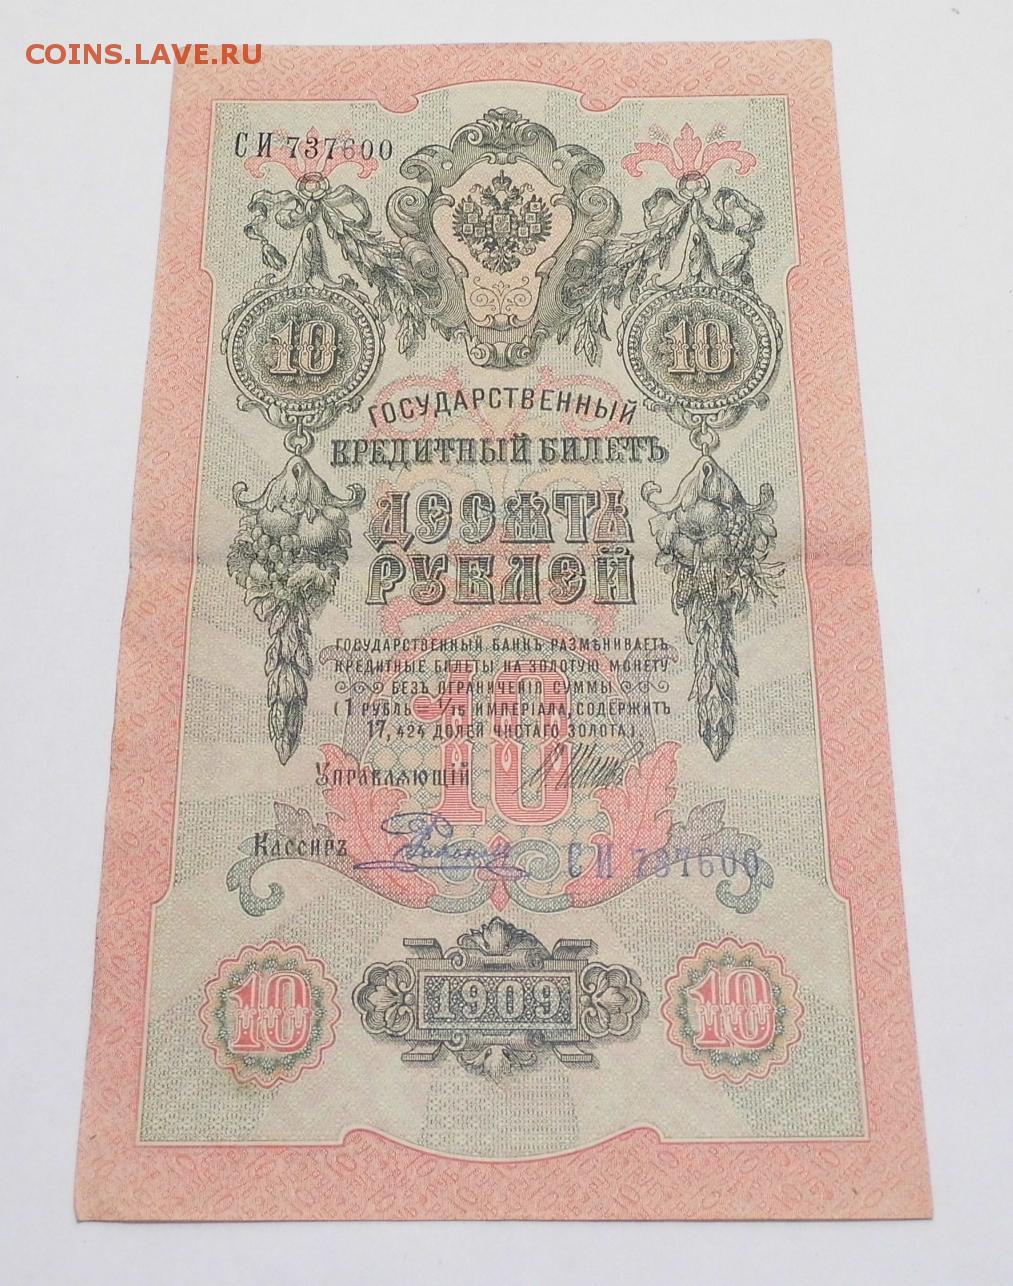 COINS.LAVE.RU
СИ 737600
10 10
ГОСУДАРСТВЕННЫЙ
КРЕДИТНЫЙ БИЛЕТЪ
ДЕСЯТЬ
РУБЛЕЙ
ГОСУДАРСТВЕННЫЙ БАНКЪ РАЗМѢНИВАЕТЪ
КРЕДИТНЫЕ БИЛЕТЫ НА ЗОЛОТУЮ МОНЕТУ
БЕЗЪ ОГРАНИЧЕНІЯ СУММЫ
(1 РУБЛЬ = 1/15 ИМПЕРІАЛА, СОДЕРЖИТЪ
17,424 ДОЛЕЙ ЧИСТАГО ЗОЛОТА).
10
УПРАВЛЯЮЩІЙ
КАССИРЪ
СИ 737600
10 1909 10